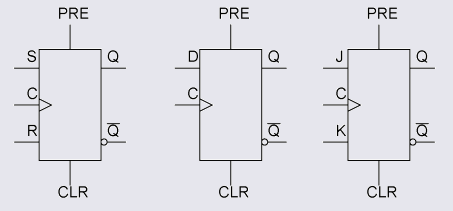 PRE PRE PRE
S Q D Q J Q
C C C
R Q̅ Q̅ K Q̅
CLR CLR CLR